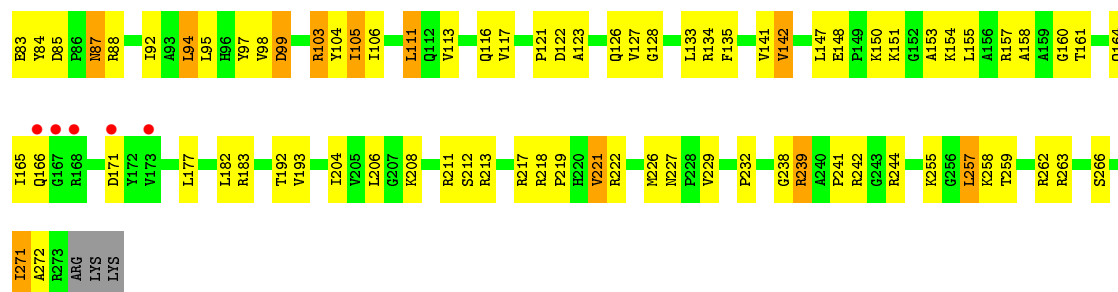 E83 Y84 D85 P86 N87 R88 I92 A93 L94 L95 H96 Y97 V98 D99 R103 Y104 I105 I106 L111 Q112 V113 Q116 V117 P121 D122 A123 Q126 V127 G128 L133 R134 F135 V141 V142 L147 E148 P149 K150 K151 G152 A153 K154 L155 A156 R157 A158 A159 G160 T161 Q164
I165 Q166 G167 R168 D171 Y172 V173 L177 L182 R183 T192 V193 I204 V205 L206 G207 K208 R211 S212 R213 R217 R218 P219 H220 V221 R222 M226 N227 P228 V229 P232 G238 R239 A240 P241 R242 G243 R244 K255 G256 L257 K258 T259 R262 R263 S266
I271 A272 R273 ARG LYS LYS